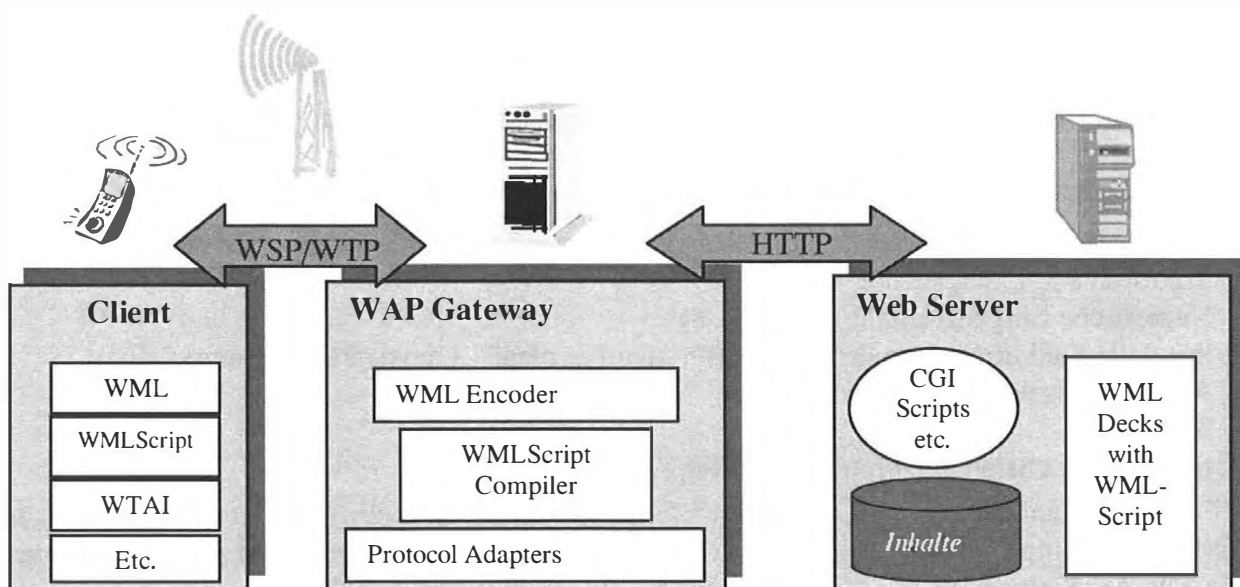 WSP/WTP
HTTP
Client
WML
WMLScript
WTAI
Etc.
WAP Gateway
WML Encoder
WMLScript
Compiler
Protocol Adapters
Web Server
CGI
Scripts
etc.
Inhalte
WML
Decks
with
WML-
Script